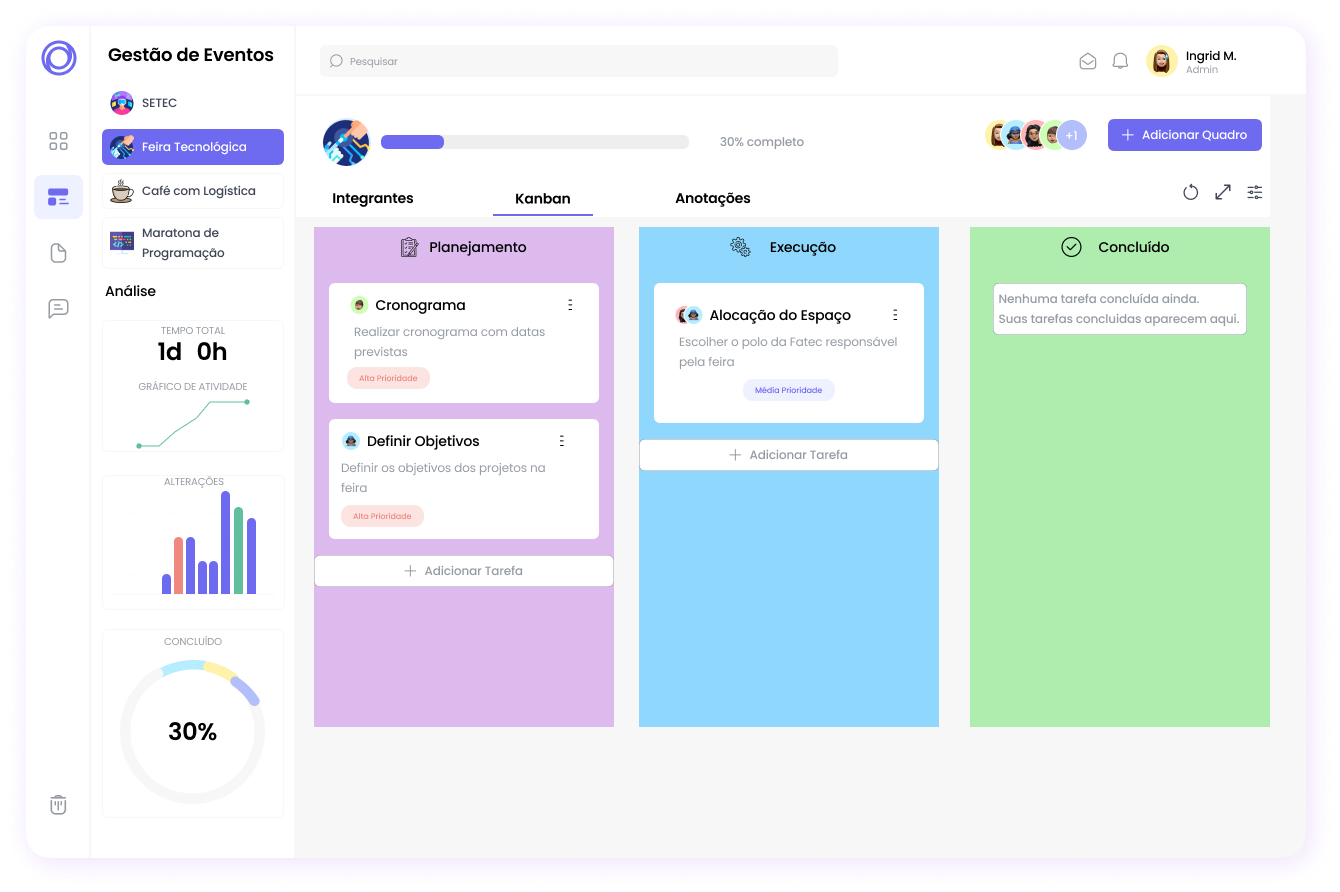 Gestão de Eventos
SETEC
Feira Tecnológica
Café com Logística
Maratona de
Programação
Análise
TEMPO TOTAL
1d 0h
GRÁFICO DE ATIVIDADE
ALTERAÇÕES
CONCLUÍDO
30%
Pesquisar
Ingrid M.
Admin
30% completo
+1
Adicionar Quadro
Integrantes
Kanban
Anotações
Planejamento
Cronograma
Realizar cronograma com datas
previstas
Alta Prioridade
Definir Objetivos
Definir os objetivos dos projetos na
feira
Alta Prioridade
Adicionar Tarefa
Execução
Alocação do Espaço
Escolher o polo da Fatec responsável
pela feira
Média Prioridade
Adicionar Tarefa
Concluído
Nenhuma tarefa concluída ainda.
Suas tarefas concluidas aparecem aqui.